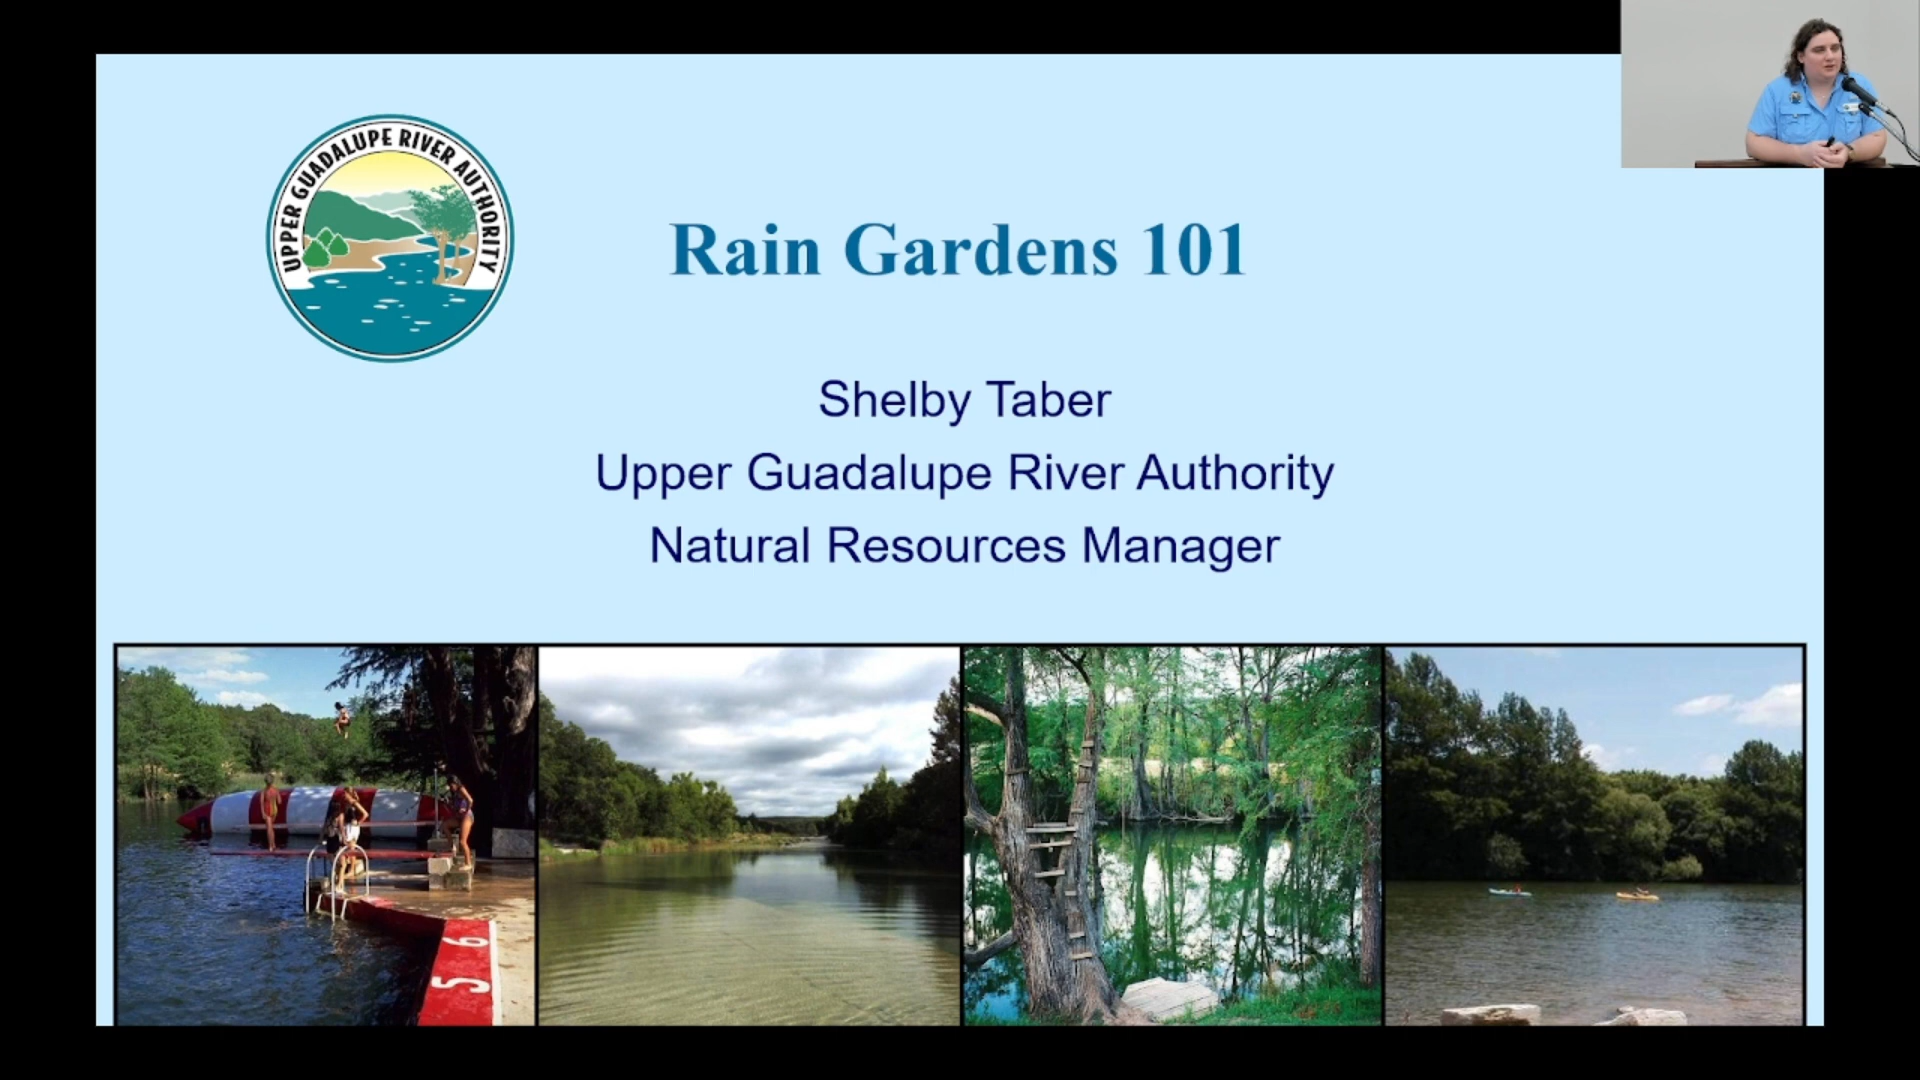 UPPER GUADALUPE RIVER AUTHORITY
Rain Gardens 101
Shelby Taber
Upper Guadalupe River Authority
Natural Resources Manager
5 6